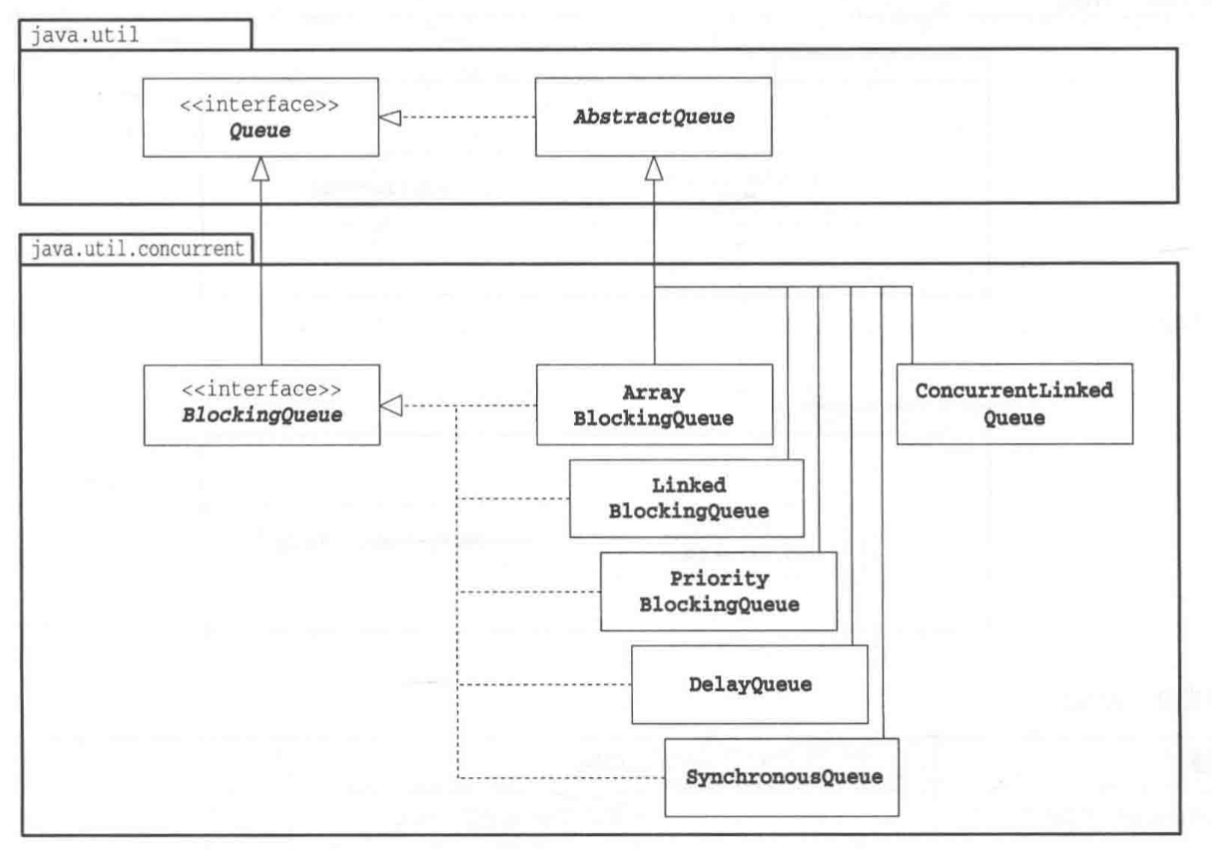 java.util
<<interface>>
Queue
AbstractQueue
java.util.concurrent
<<interface>>
BlockingQueue
Array
BlockingQueue
ConcurrentLinked
Queue
Linked
BlockingQueue
Priority
BlockingQueue
DelayQueue
SynchronousQueue